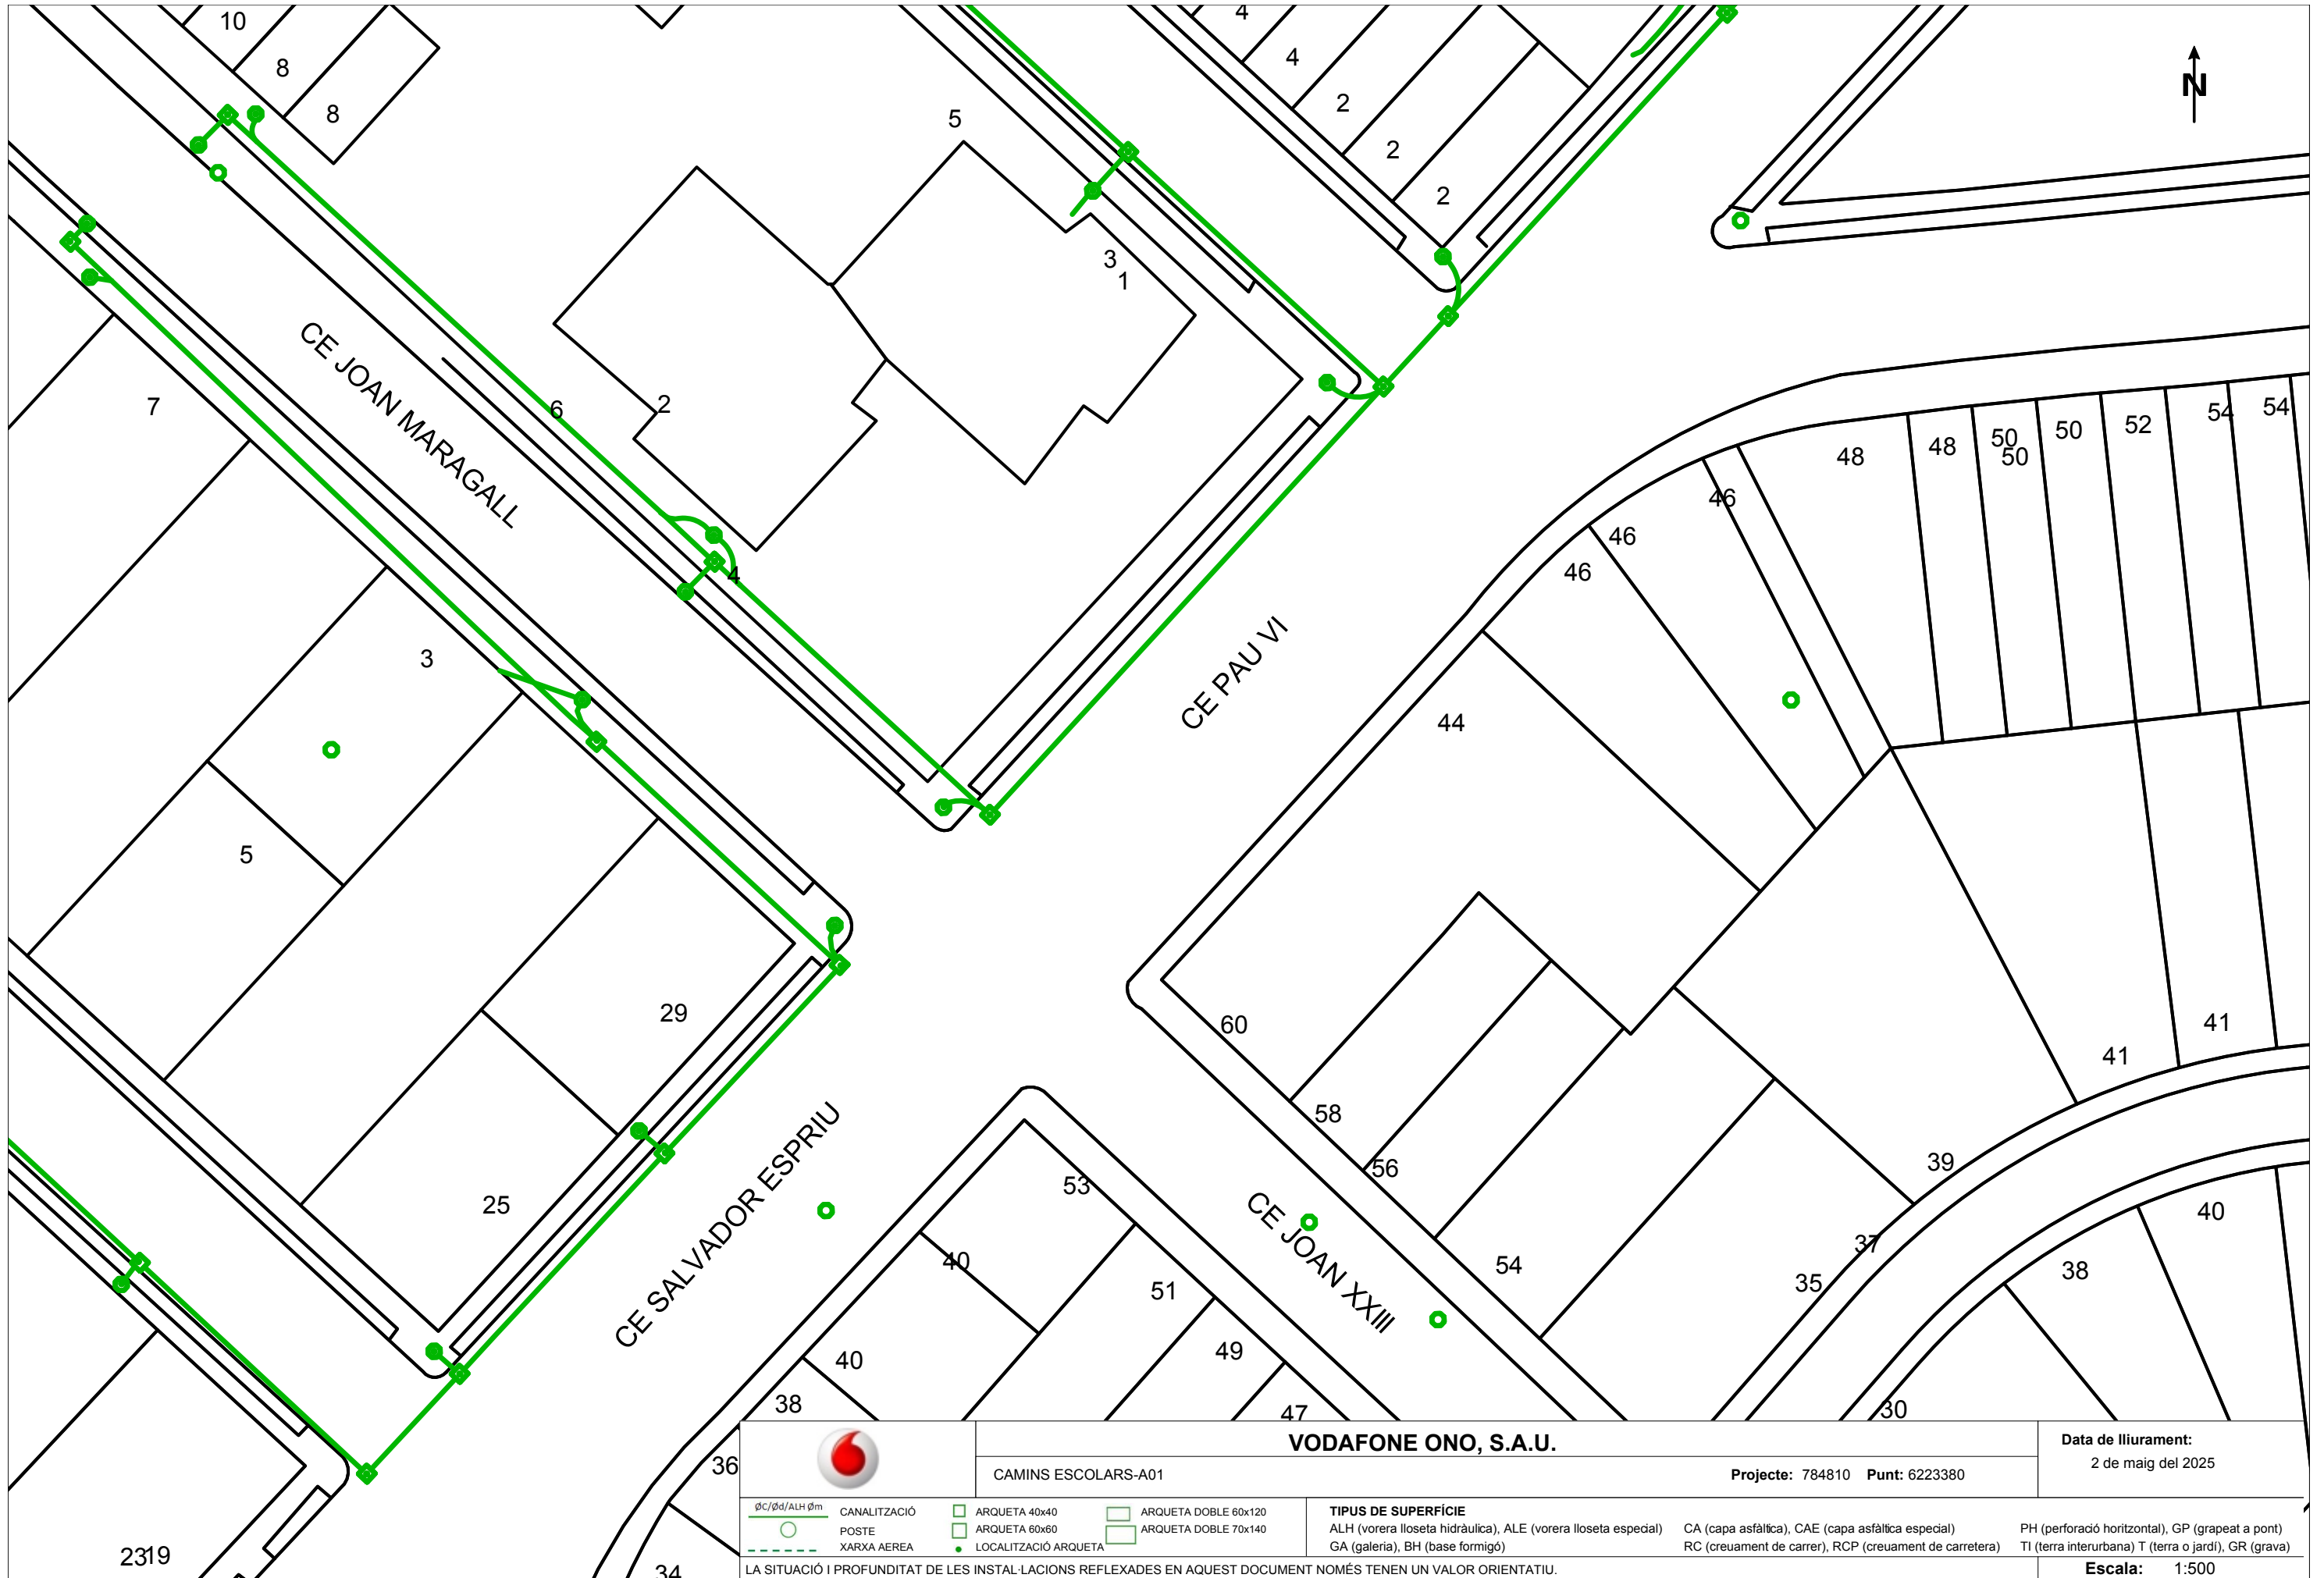 10
8
8
4
4
2
2
2
5
3
1
N
7
CE JOAN MARAGALL
6
2
4
3
5
CE PAU VI
48
48
50
50
50
52
54
54
46
46
46
44
29
25
60
58
56
54
53
51
49
47
40
40
38
36
34
CE SALVADOR ESPRIU
CE JOAN XXIII
41
41
39
37
35
40
38
30
2319
VODAFONE ONO, S.A.U.
CAMINS ESCOLARS-A01
Projecte: 784810 Punt: 6223380
Data de lliurament:
2 de maig del 2025
ØC/Ød/ALH Øm
CANALITZACIÓ
POSTE
XARXA AEREA
ARQUETA 40x40
ARQUETA 60x60
LOCALITZACIÓ ARQUETA
ARQUETA DOBLE 60x120
ARQUETA DOBLE 70x140
TIPUS DE SUPERFÍCIE
ALH (vorera lloseta hidràulica), ALE (vorera lloseta especial)
GA (galeria), BH (base formigó)
CA (capa asfàltica), CAE (capa asfàltica especial)
RC (creuament de carrer), RCP (creuament de carretera)
PH (perforació horitzontal), GP (grapeat a pont)
TI (terra interurbana) T (terra o jardí), GR (grava)
LA SITUACIÓ I PROFUNDITAT DE LES INSTAL·LACIONS REFLEXADES EN AQUEST DOCUMENT NOMÉS TENEN UN VALOR ORIENTATIU.
Escala: 1:500